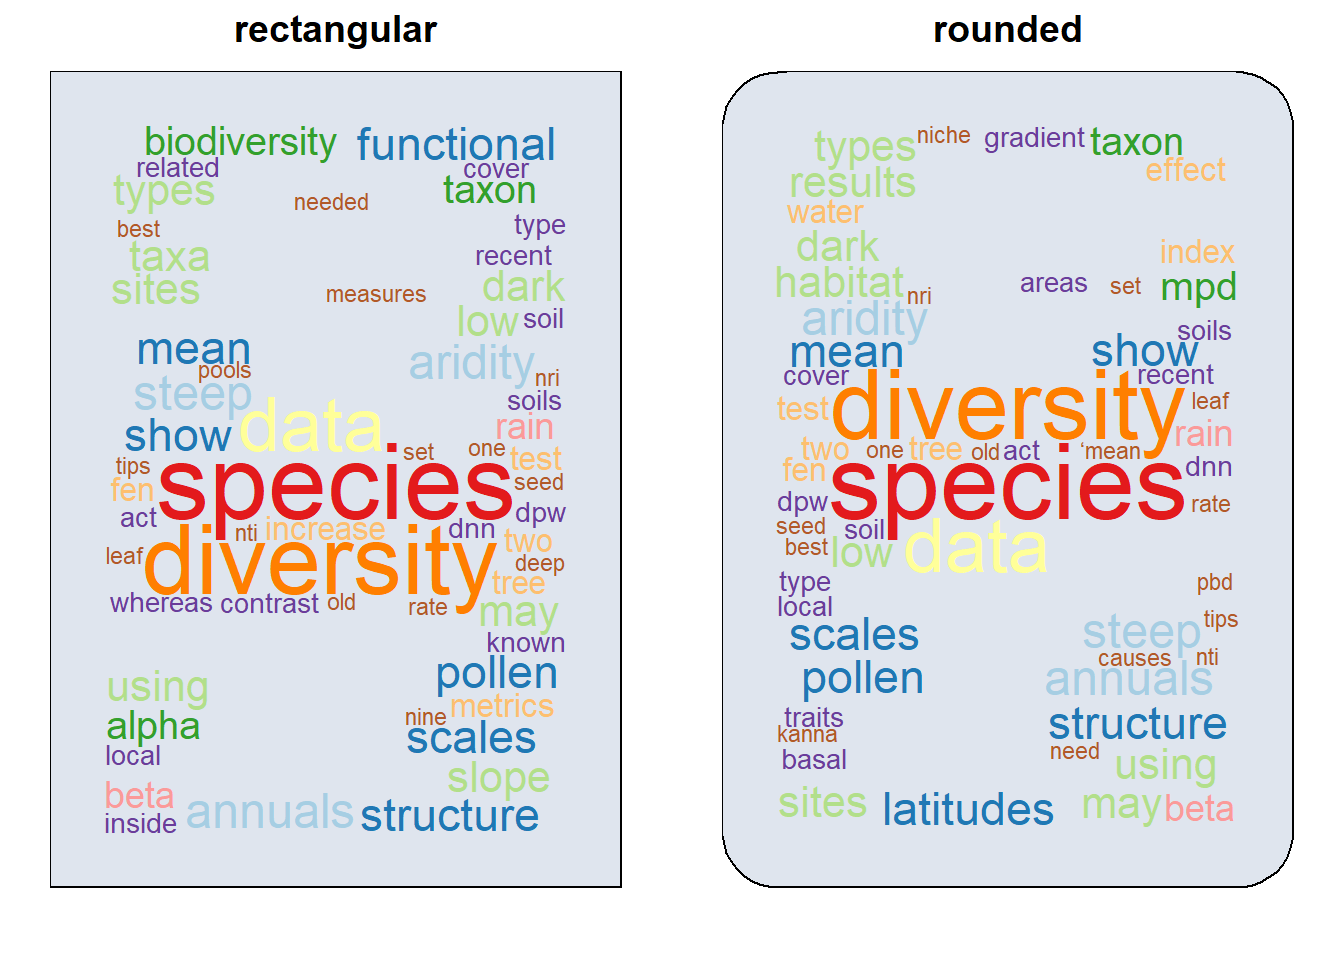 rectangular
biodiversity functional
related cover
types needed taxon
best type
taxa recent
sites measures dark
low soil
mean aridity
pools nri
steep soils
show data rain
set one
tips species test
fen seed
act dpw
nti increase dnn two
leaf diversity deep
tree
whereas contrast old rate may
known
pollen
using metrics
alpha nine scales
local
slope
beta annuals structure
inside
rounded
types niche gradient taxon
results effect
water
dark index
habitat nri areas set mpd
aridity soils
mean show
cover recent
test diversity leaf
rain
two one tree old act ‘mean
fen species dnn
dpw rate
seed soil
best low data
type pbd
local
scales steep tips
causes nti
pollen annuals
traits structure
kanna
basal need using
sites latitudes may beta